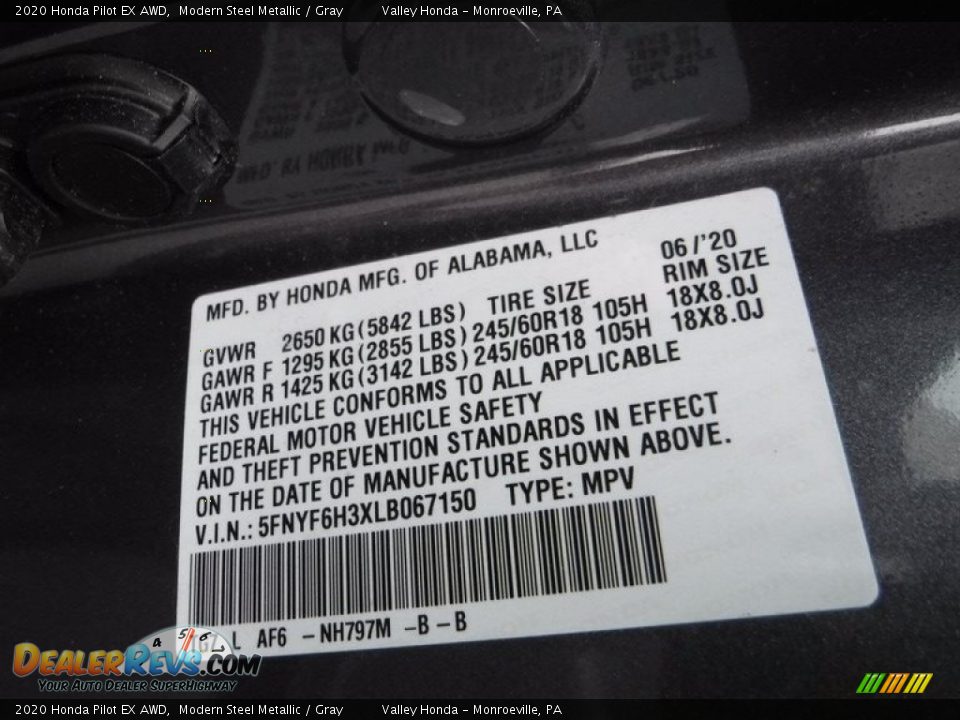 2020 Honda Pilot EX AWD, Modern Steel Metallic / Gray Valley Honda - Monroeville, PA
MFD. BY HONDA MFG. OF ALABAMA, LLC 06/'20
GVWR 2650 KG (5842 LBS) TIRE SIZE RIM SIZE
GAWR F 1295 KG (2855 LBS) 245/60R18 105H 18X8.0J
GAWR R 1425 KG (3142 LBS) 245/60R18 105H 18X8.0J
THIS VEHICLE CONFORMS TO ALL APPLICABLE
FEDERAL MOTOR VEHICLE SAFETY
AND THEFT PREVENTION STANDARDS IN EFFECT
ON THE DATE OF MANUFACTURE SHOWN ABOVE.
V.I.N.: 5FNYF6H3XLB067150 TYPE: MPV
L AF6 -NH797M -B -B
4 5 6
DEALERREVS.COM
YOUR AUTO DEALER SUPERHIGHWAY
2020 Honda Pilot EX AWD, Modern Steel Metallic / Gray Valley Honda - Monroeville, PA